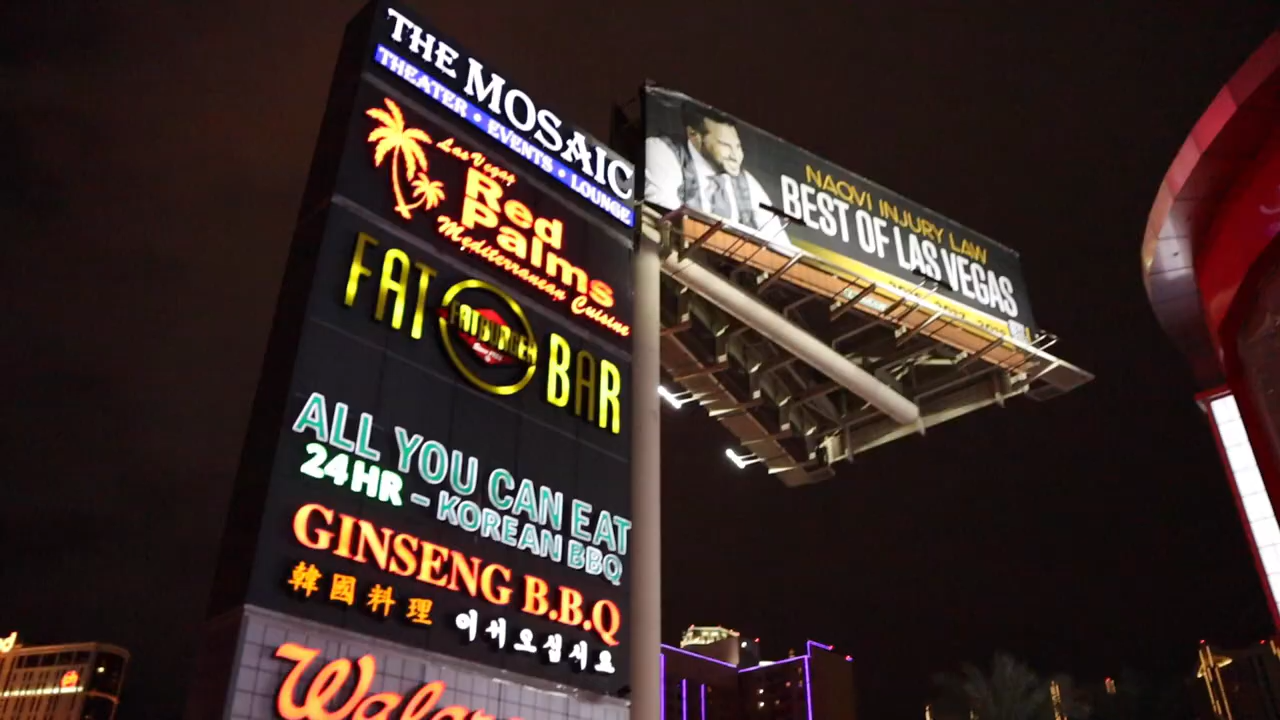 THE MOSAIC
THEATER • EVENTS • LOUNGE
Las Vegas
Red
Palms
Mediterranean Cuisine
FAT BAR
FATBURGER
ALL YOU CAN EAT
24HR – KOREAN BBQ
GINSENG B.B.Q
韓國料理 어서오십시요
NAQVI INJURY LAW
BEST OF LAS VEGAS